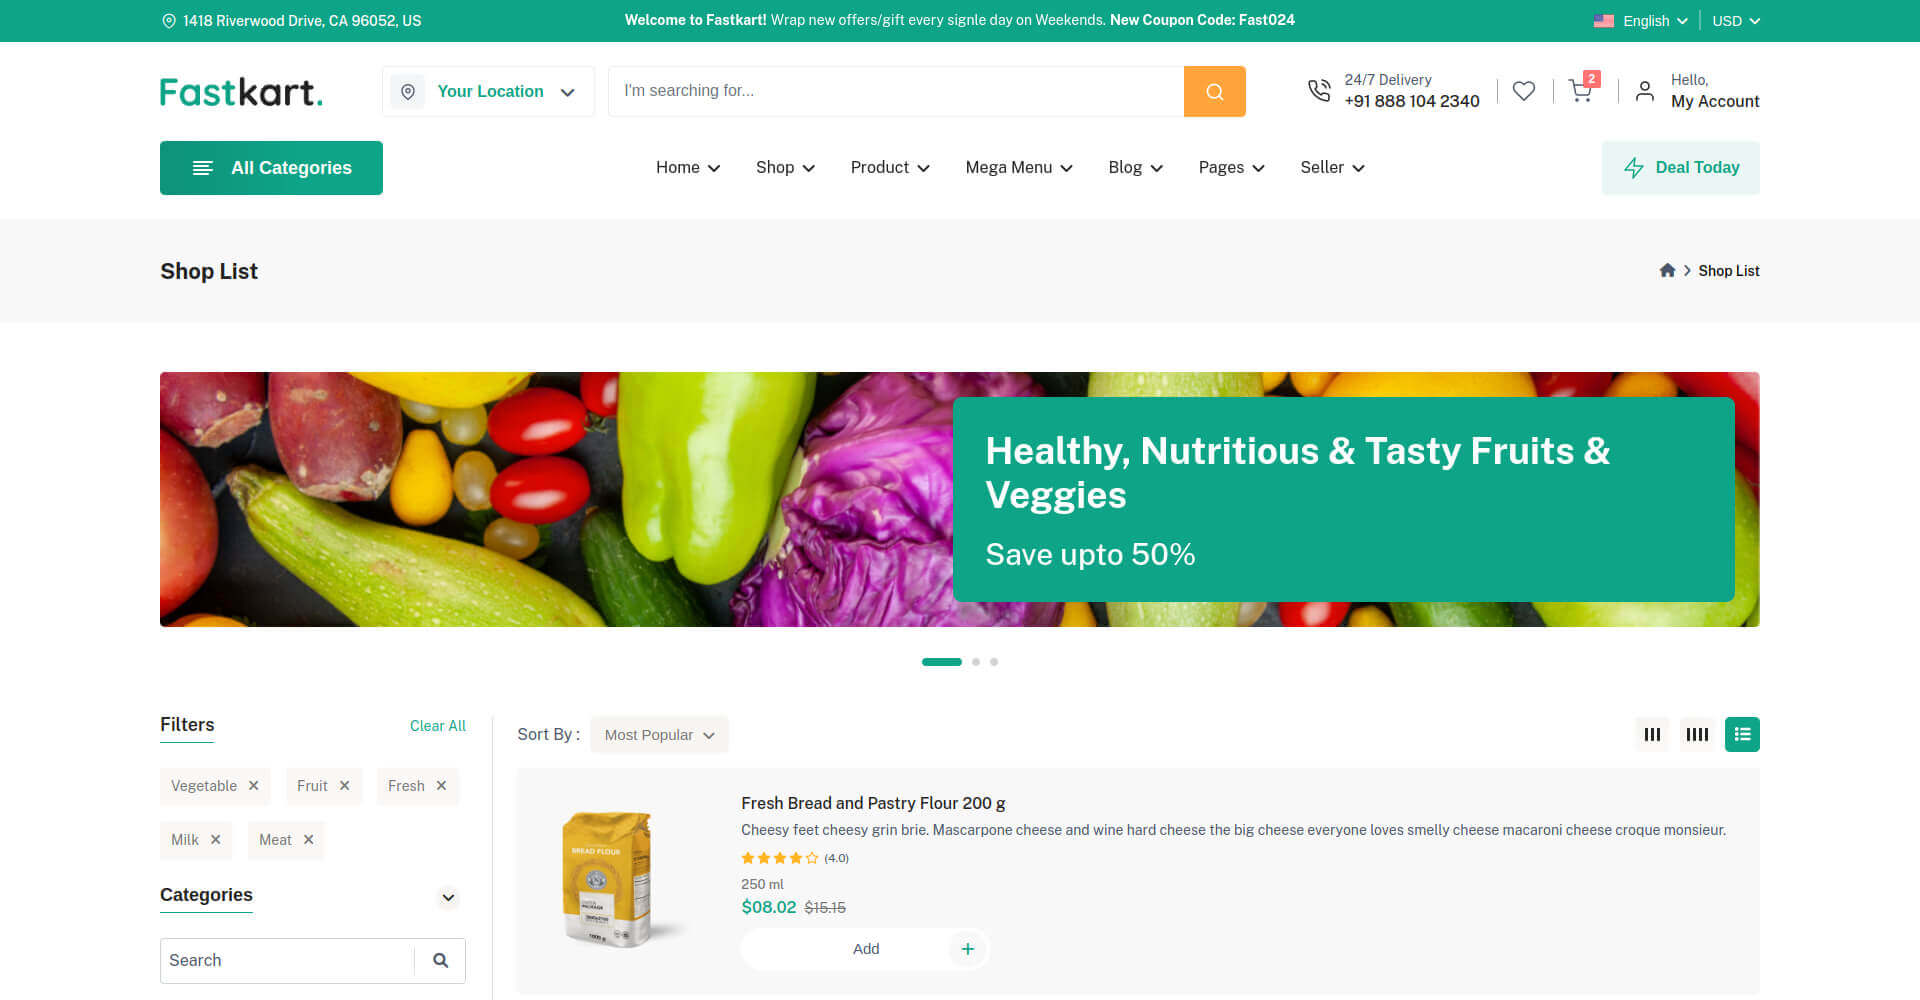 1418 Riverwood Drive, CA 96052, US
Welcome to Fastkart! Wrap new offers/gift every signle day on Weekends. New Coupon Code: Fast024
English
USD
Fastkart.
Your Location
I'm searching for...
24/7 Delivery
+91 888 104 2340
2
Hello,
My Account
All Categories
Home
Shop
Product
Mega Menu
Blog
Pages
Seller
Deal Today
Shop List
Shop List
Healthy, Nutritious & Tasty Fruits &
Veggies
Save upto 50%
Filters
Clear All
Vegetable
Fruit
Fresh
Milk
Meat
Categories
Search
Sort By :
Most Popular
BREAD FLOUR
Fresh Bread and Pastry Flour 200 g
Cheesy feet cheesy grin brie. Mascarpone cheese and wine hard cheese the big cheese everyone loves smelly cheese macaroni cheese croque monsieur.
(4.0)
250 ml
$08.02 $15.15
Add